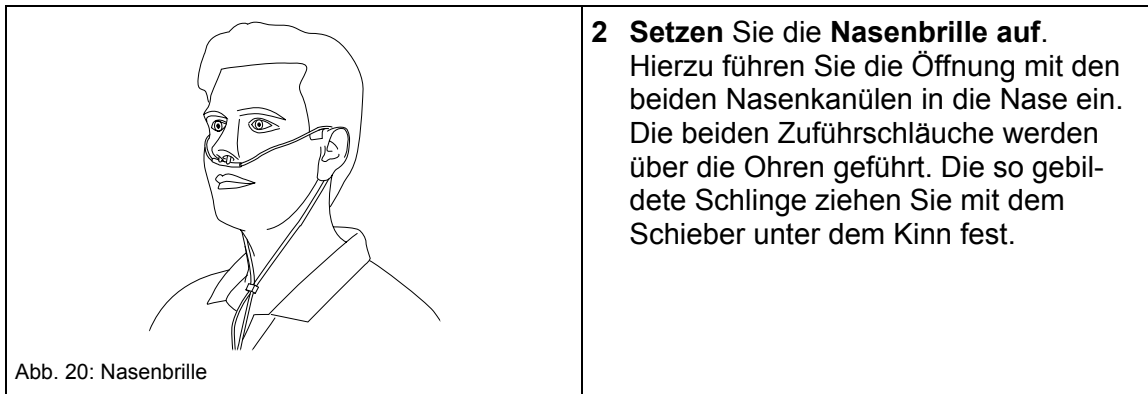 2 Setzen Sie die Nasenbrille auf.
Hierzu führen Sie die Öffnung mit den
beiden Nasenkanülen in die Nase ein.
Die beiden Zuführschläuche werden
über die Ohren geführt. Die so gebil-
dete Schlinge ziehen Sie mit dem
Schieber unter dem Kinn fest.
Abb. 20: Nasenbrille